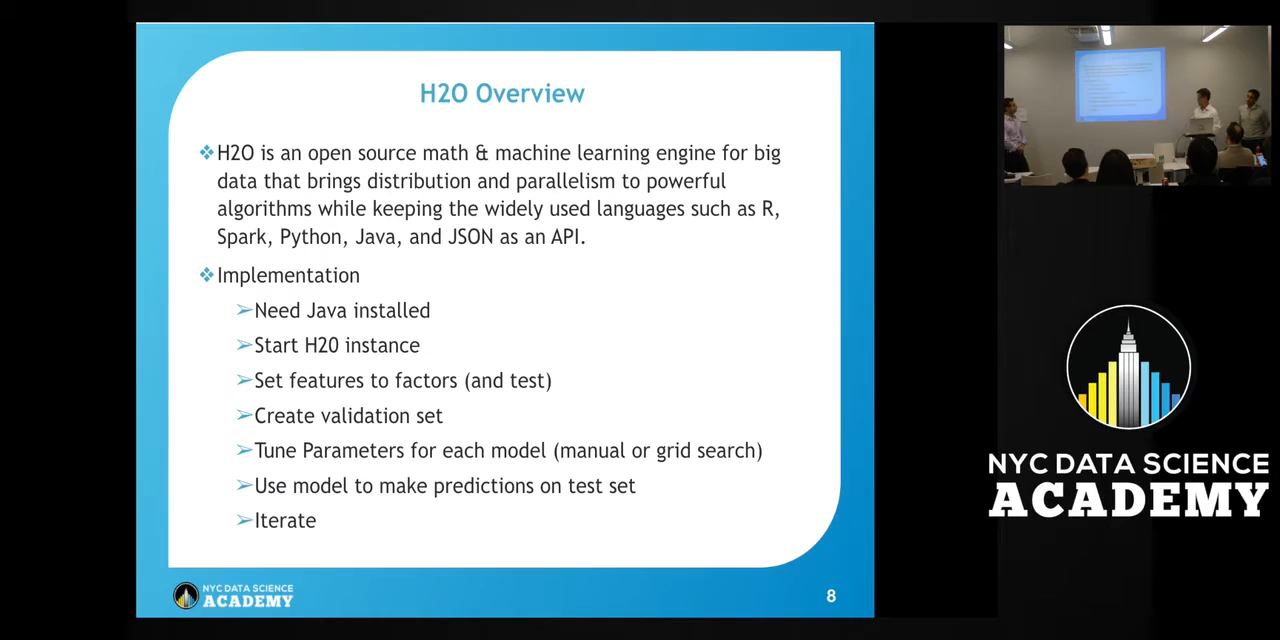 H2O Overview
❖H2O is an open source math & machine learning engine for big
data that brings distribution and parallelism to powerful
algorithms while keeping the widely used languages such as R,
Spark, Python, Java, and JSON as an API.
❖Implementation
➢Need Java installed
➢Start H20 instance
➢Set features to factors (and test)
➢Create validation set
➢Tune Parameters for each model (manual or grid search)
➢Use model to make predictions on test set
➢Iterate
NYC DATA SCIENCE
ACADEMY
8
NYC DATA SCIENCE
ACADEMY